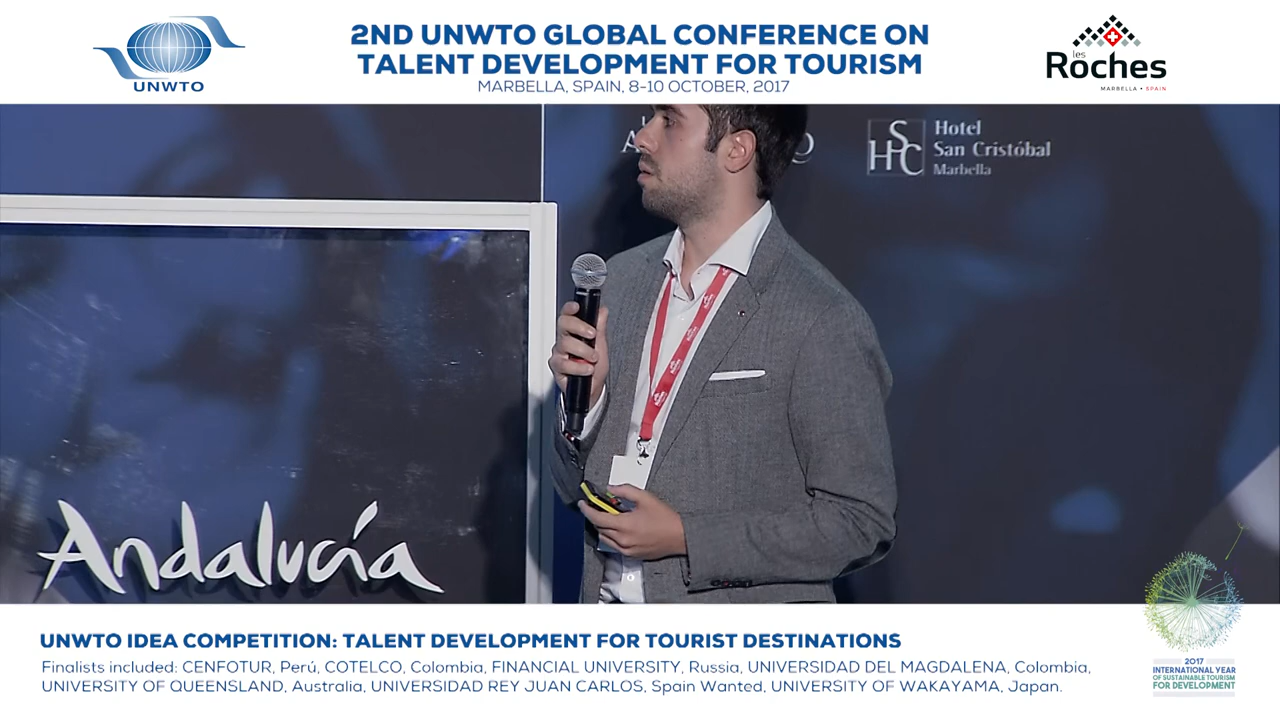 UNWTO
2ND UNWTO GLOBAL CONFERENCE ON
TALENT DEVELOPMENT FOR TOURISM
MARBELLA, SPAIN, 8-10 OCTOBER, 2017
les
Roches
MARBELLA • SPAIN
SHC
Hotel
San Cristóbal
Marbella
Andalucía
UNWTO IDEA COMPETITION: TALENT DEVELOPMENT FOR TOURIST DESTINATIONS
Finalists included: CENFOTUR, Perú, COTELCO, Colombia, FINANCIAL UNIVERSITY, Russia, UNIVERSIDAD DEL MAGDALENA, Colombia,
UNIVERSITY OF QUEENSLAND, Australia, UNIVERSIDAD REY JUAN CARLOS, Spain Wanted, UNIVERSITY OF WAKAYAMA, Japan.
2017
INTERNATIONAL YEAR
OF SUSTAINABLE TOURISM
FOR DEVELOPMENT